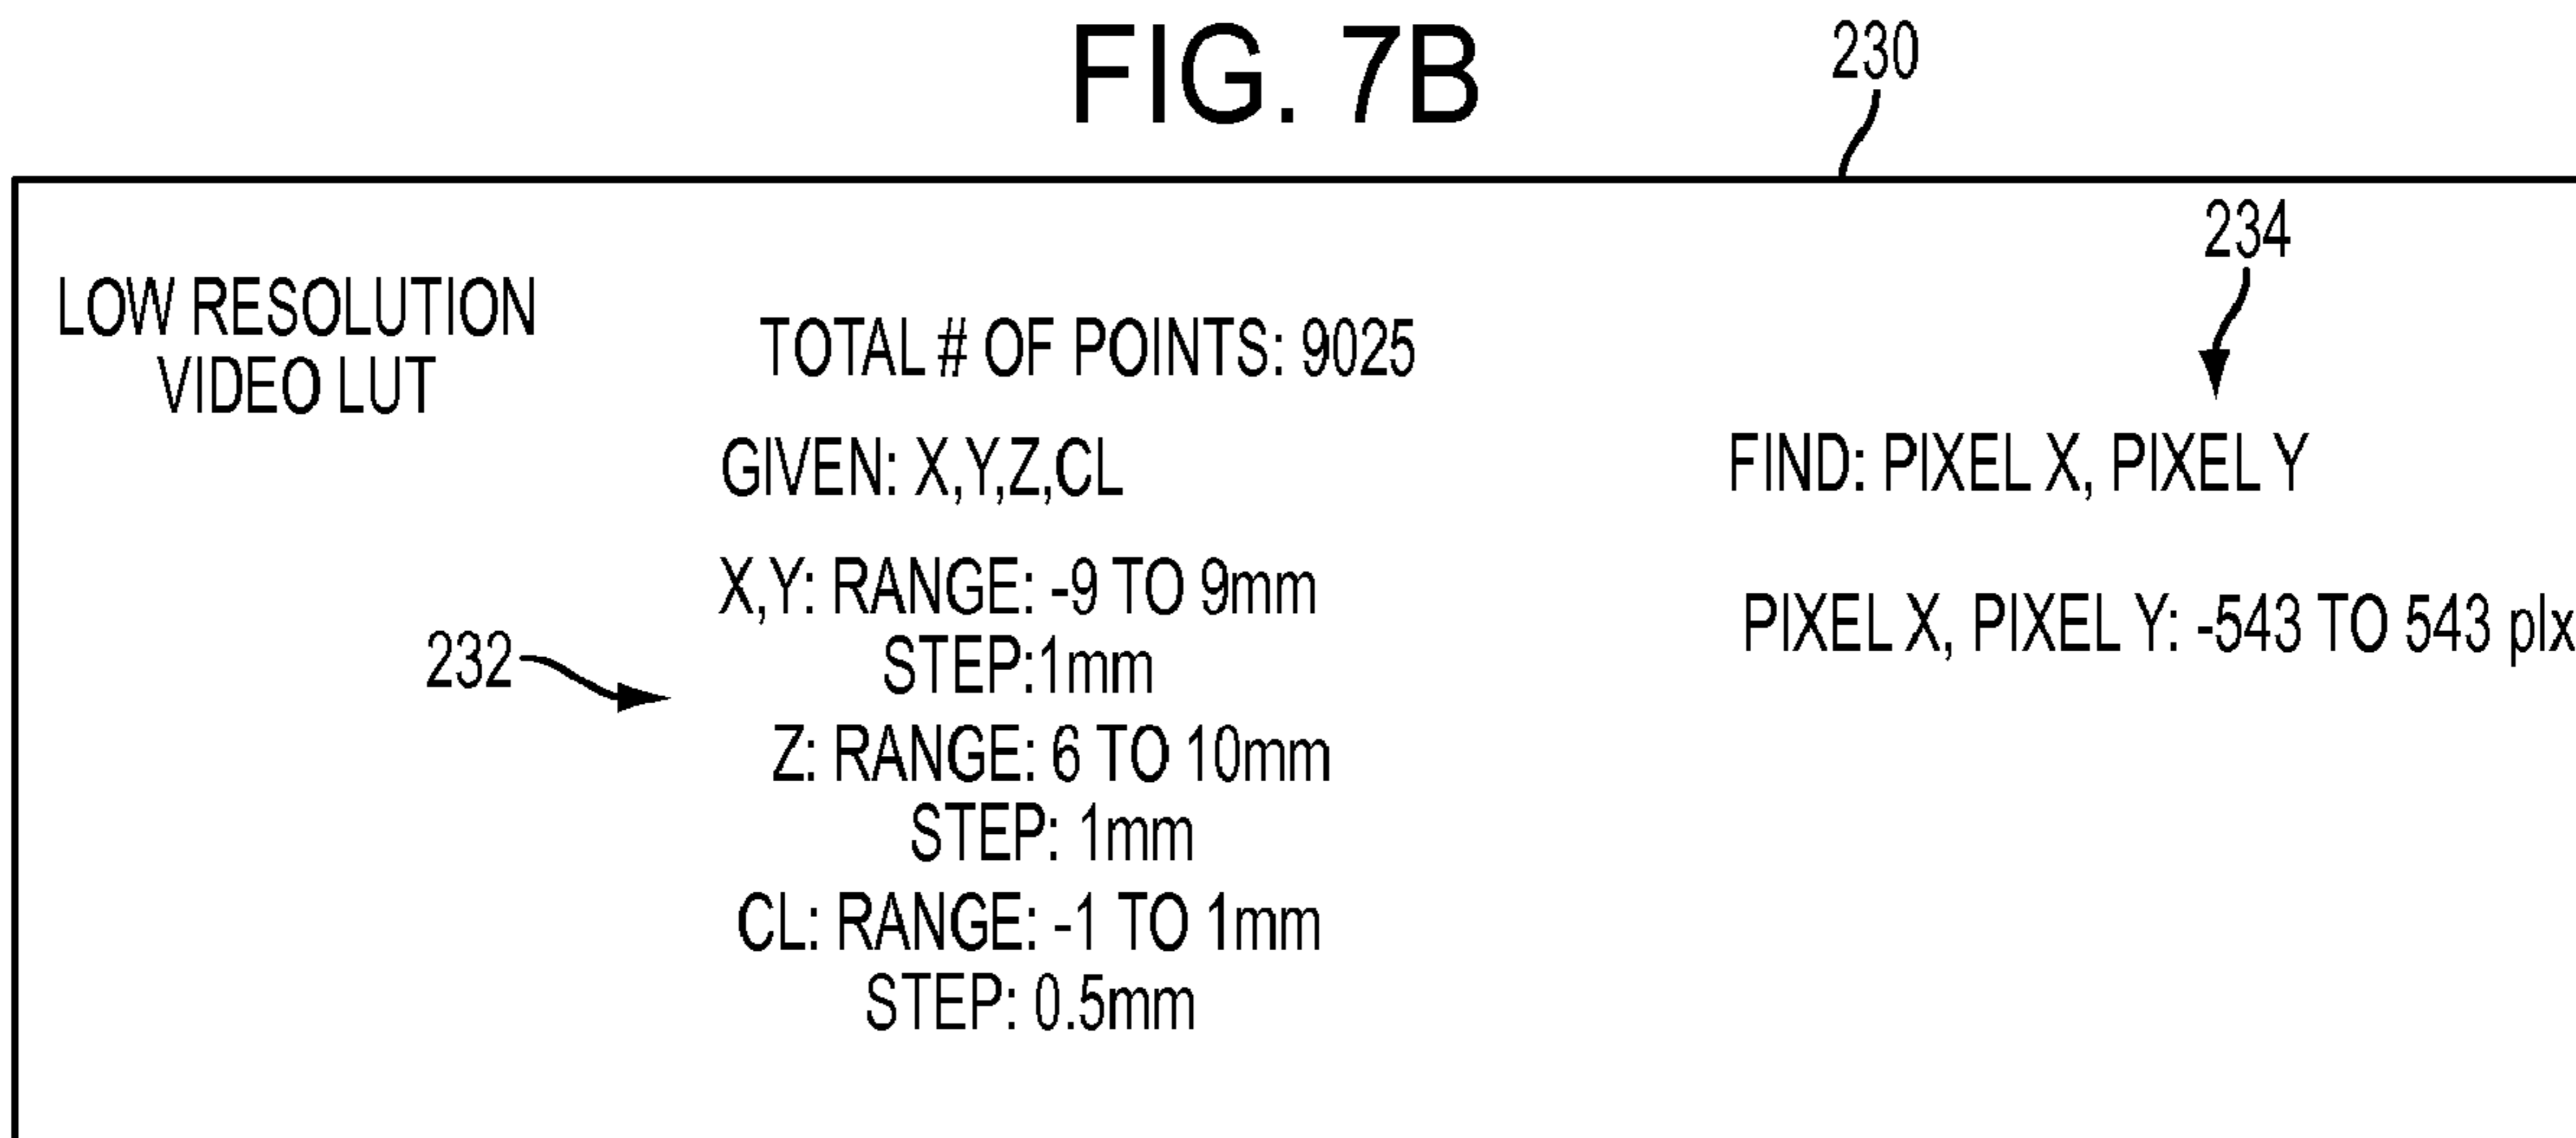 FIG. 7B
230
234
LOW RESOLUTION
VIDEO LUT
TOTAL # OF POINTS: 9025
GIVEN: X,Y,Z,CL
FIND: PIXEL X, PIXEL Y
X,Y: RANGE: -9 TO 9mm
STEP:1mm
PIXEL X, PIXEL Y: -543 TO 543 plx
232
Z: RANGE: 6 TO 10mm
STEP: 1mm
CL: RANGE: -1 TO 1mm
STEP: 0.5mm